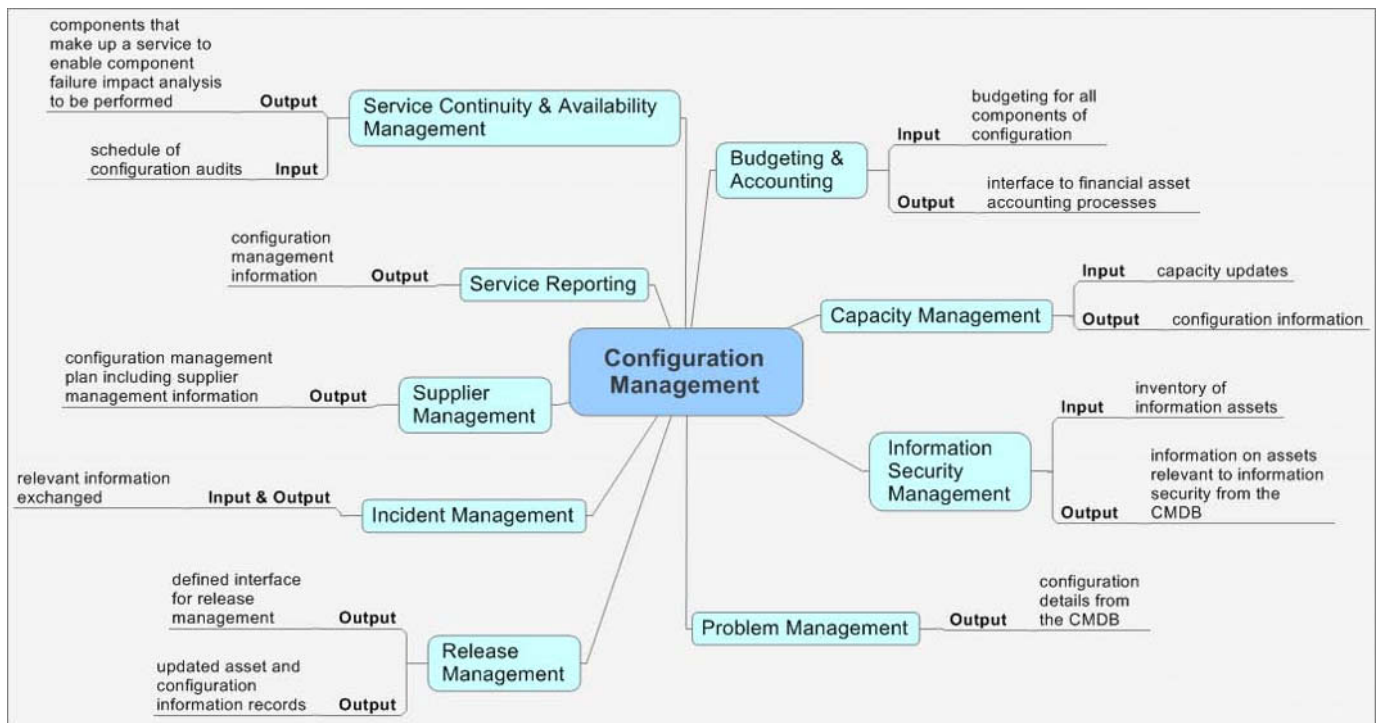 components that
make up a service to
enable component
failure impact analysis
to be performed
Output
Service Continuity & Availability
Management
schedule of
configuration audits
Input
configuration
management
information
Output
Service Reporting
configuration management
plan including supplier
management information
Output
Supplier
Management
relevant information
exchanged
Input & Output
Incident Management
defined interface
for release
management
Output
Release
Management
updated asset and
configuration
information records
Output
Configuration
Management
Budgeting &
Accounting
Input
budgeting for all
components of
configuration
Output
interface to financial asset
accounting processes
Capacity Management
Input
capacity updates
Output
configuration information
Information
Security
Management
Input
inventory of
information assets
Output
information on assets
relevant to information
security from the
CMDB
Problem Management
Output
configuration
details from
the CMDB